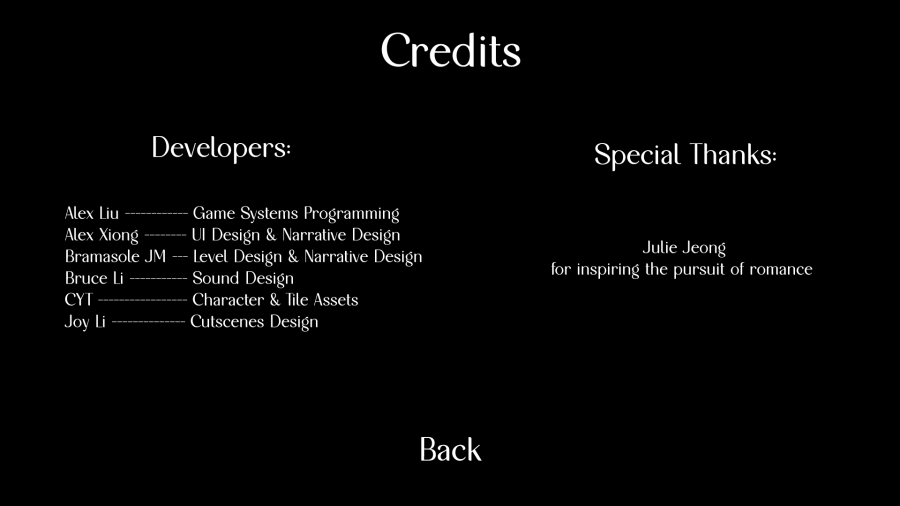 Credits
Developers:
Alex Liu ------------ Game Systems Programming
Alex Xiong -------- UI Design & Narrative Design
Bramasole JM --- Level Design & Narrative Design
Bruce Li ----------- Sound Design
CYT ----------------- Character & Tile Assets
Joy Li -------------- Cutscenes Design
Special Thanks:
Julie Jeong
for inspiring the pursuit of romance
Back